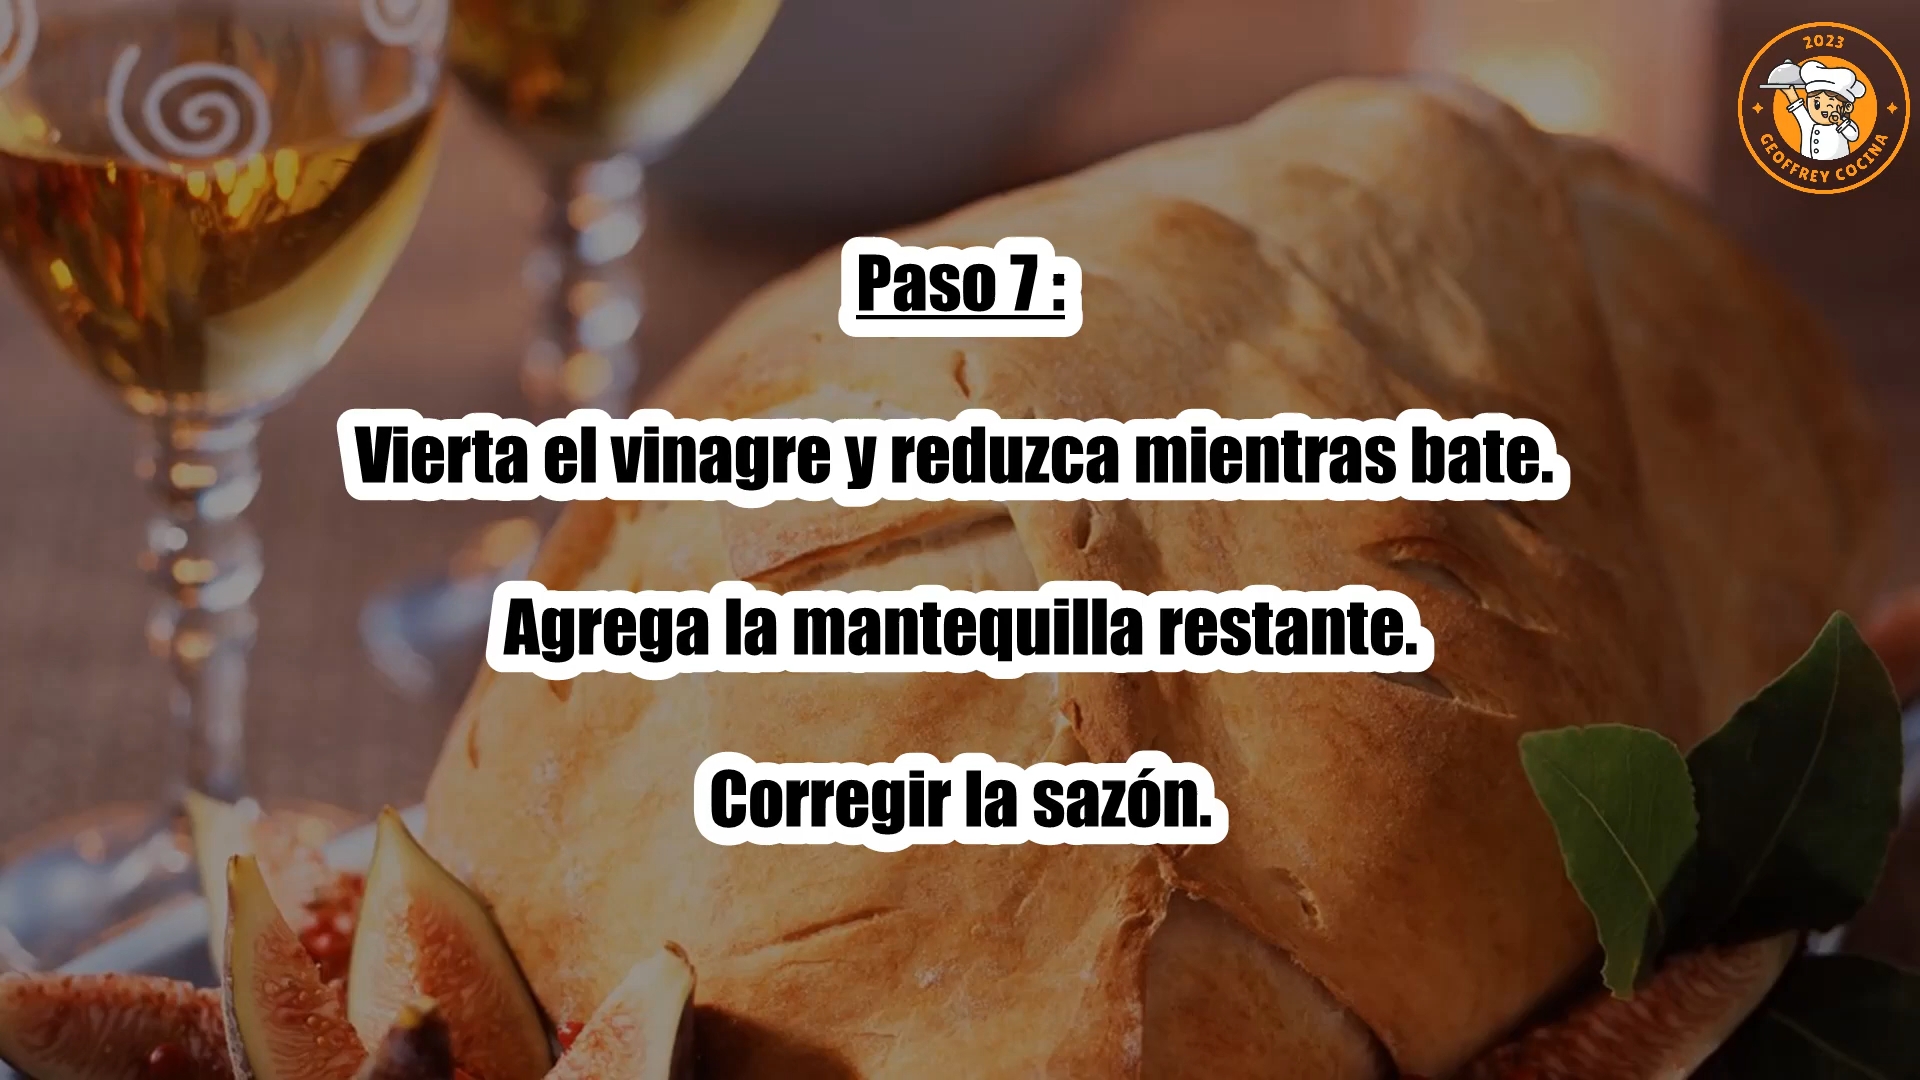 2023
GEOFFREY COCINA
Paso 7 :
Vierta el vinagre y reduzca mientras bate.
Agrega la mantequilla restante.
Corregir la sazón.